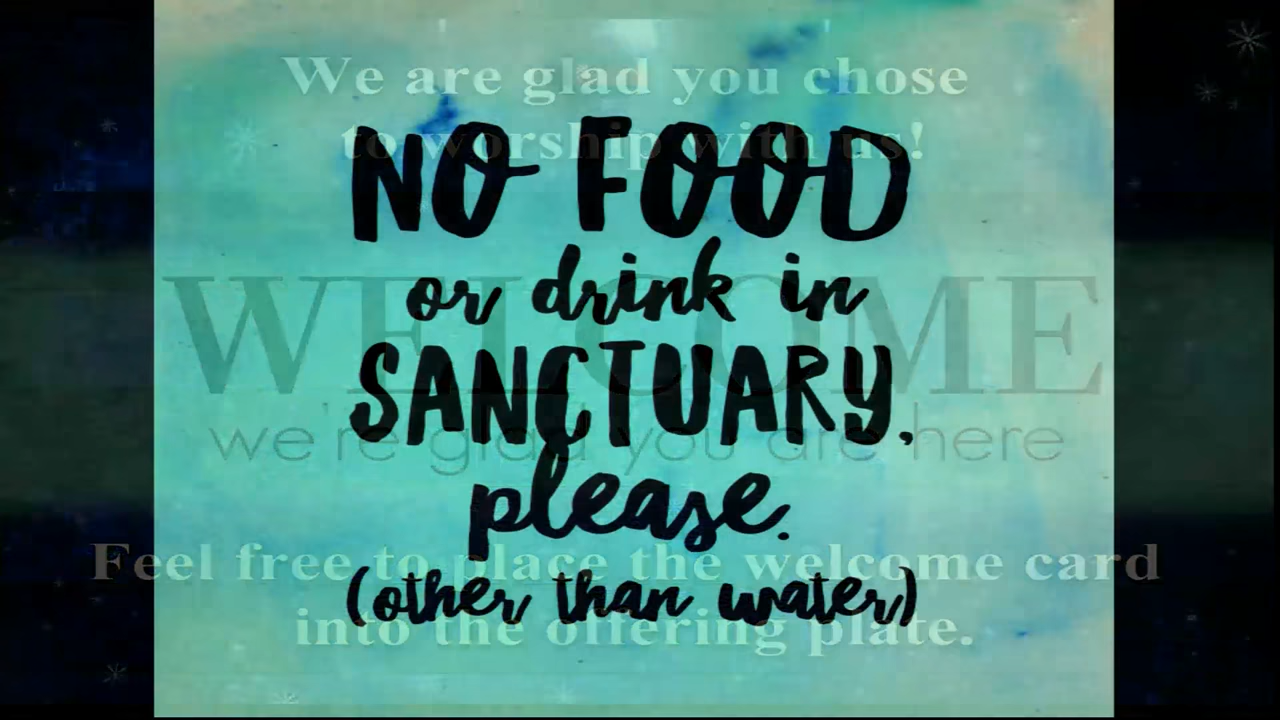 We are glad you chose
to worship with us!
NO FOOD
or drink in
WELCOME
SANCTUARY,
we're glad you are here
please.
Feel free to place the welcome card
(other than water)
into the offering plate.